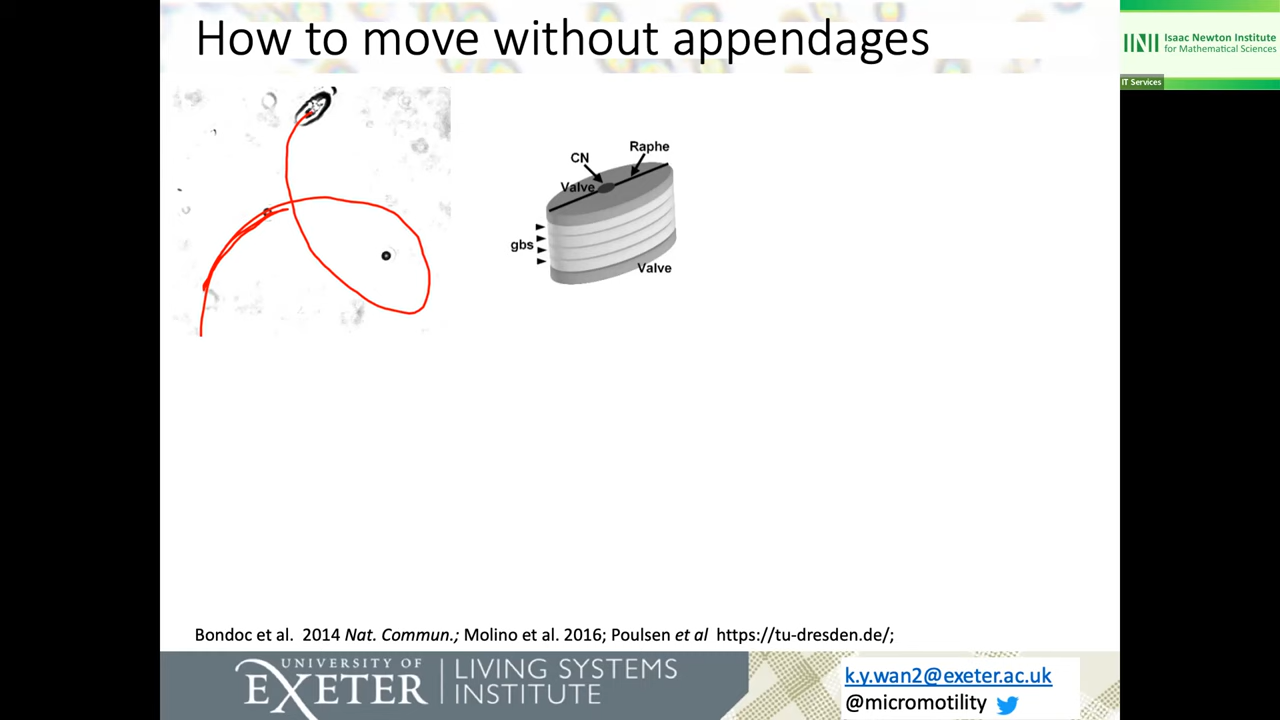 How to move without appendages
Isaac Newton Institute
for Mathematical Sciences
IT Services
CN
Raphe
Valve
gbs
Valve
Bondoc et al.  2014 Nat. Commun.; Molino et al. 2016; Poulsen et al  https://tu-dresden.de/;
UNIVERSITY OF
EXETER
LIVING SYSTEMS
INSTITUTE
k.y.wan2@exeter.ac.uk
@micromotility